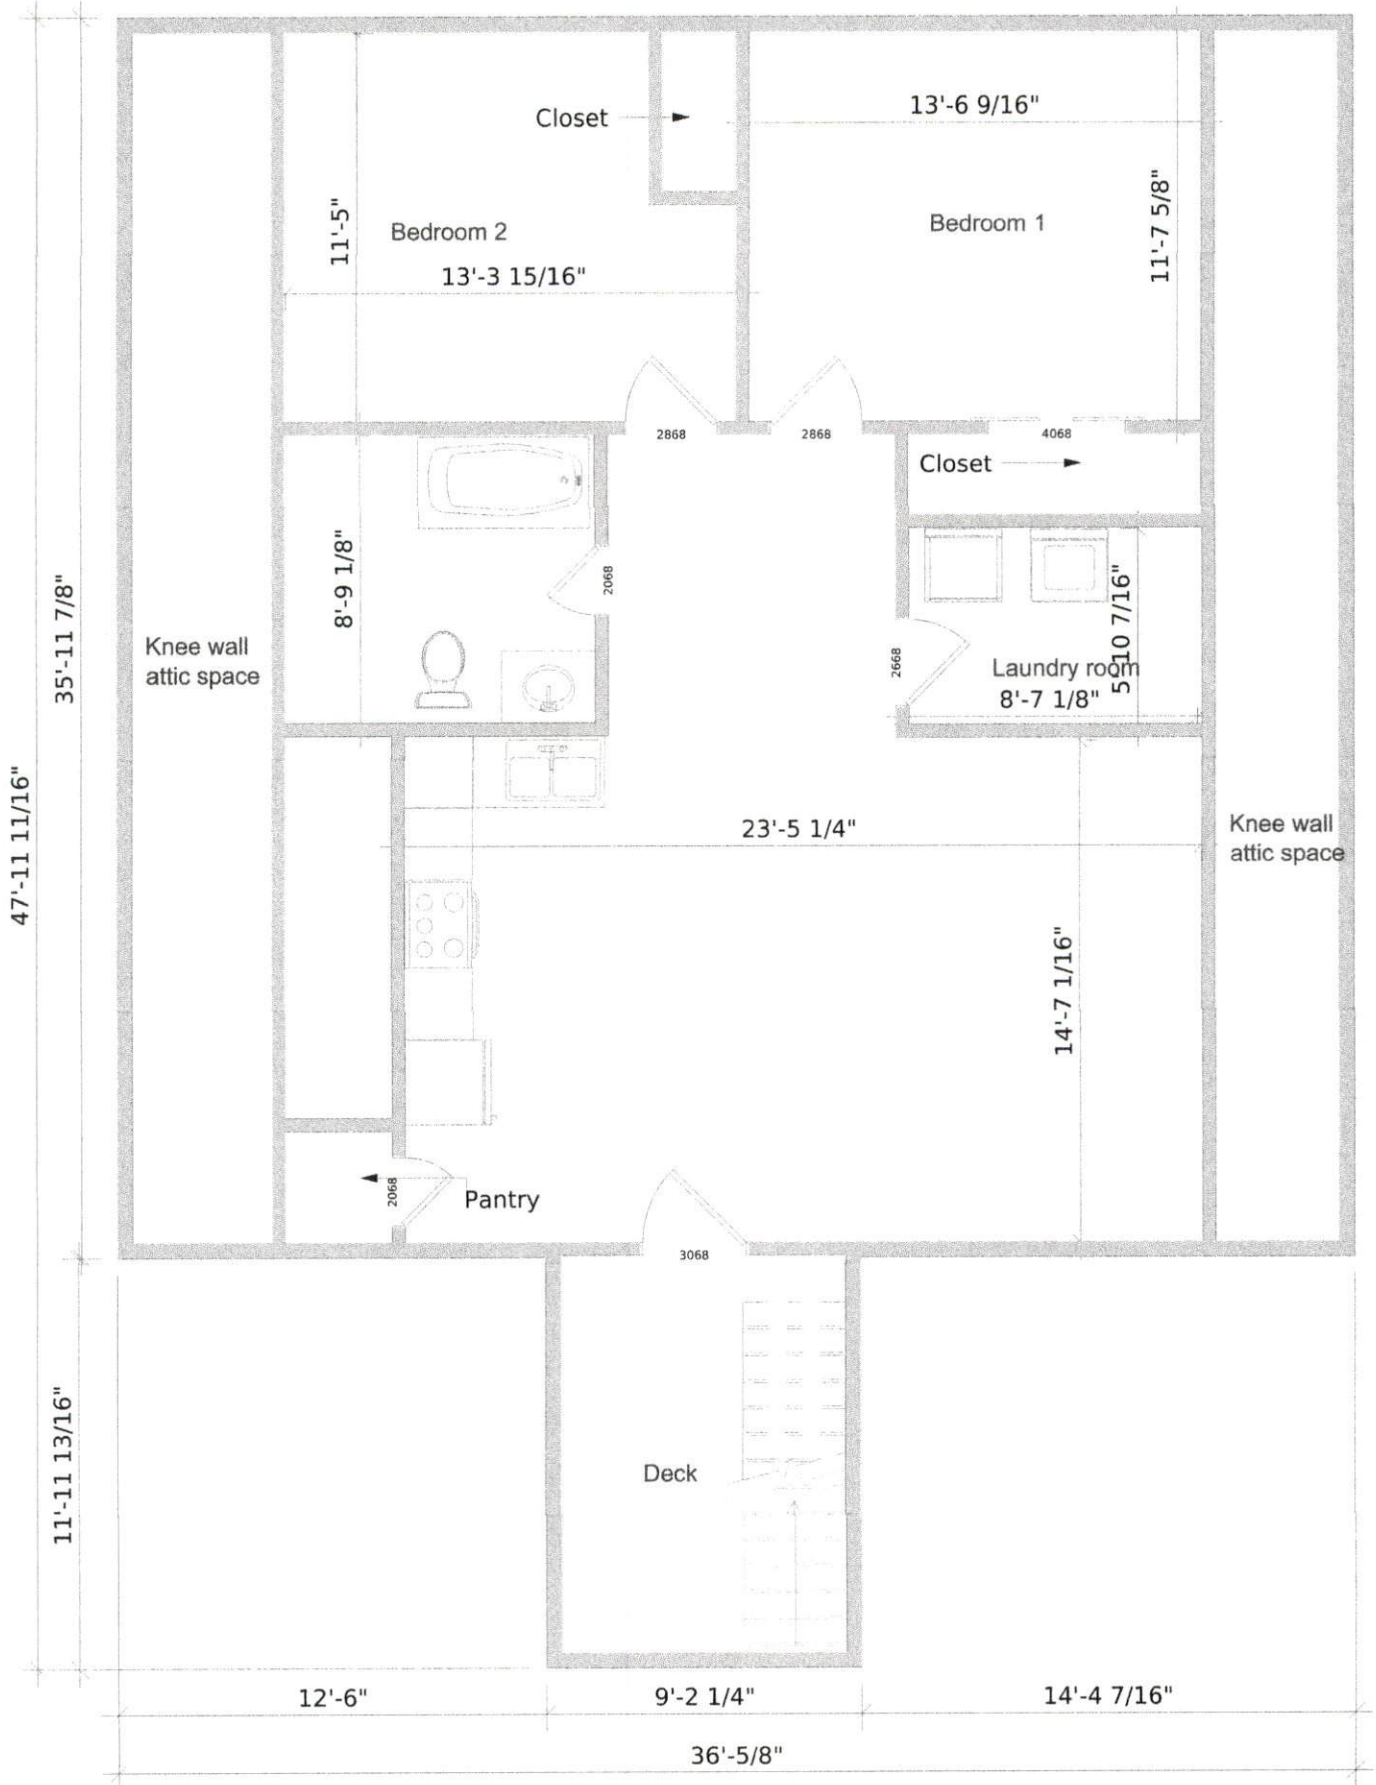 13'-6 9/16"
Closet
11'-7 5/8"
11'-5"
Bedroom 2
Bedroom 1
13'-3 15/16"
2868
2868
4068
Closet
8'-9 1/8"
2068
35'-11 7/8"
5'-10 7/16"
Knee wall
attic space
2668
Laundry room
8'-7 1/8"
47'-11 11/16"
23'-5 1/4"
Knee wall
attic space
14'-7 1/16"
2068
Pantry
3068
11'-11 13/16"
Deck
12'-6"
9'-2 1/4"
14'-4 7/16"
36'-5/8"